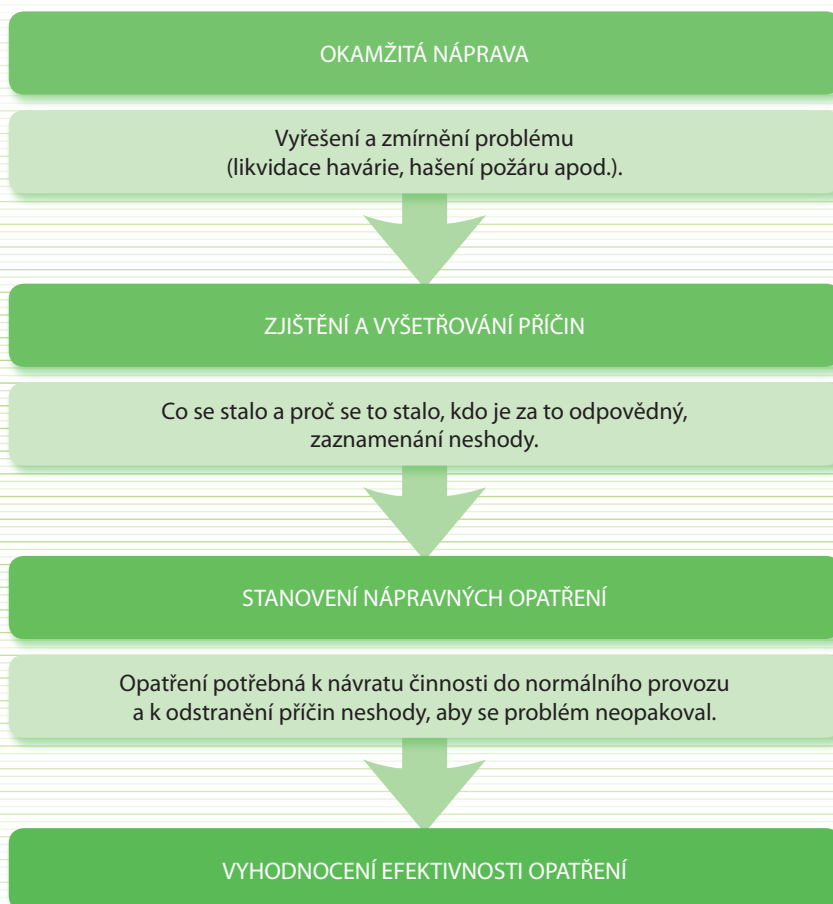 OKAMŽITÁ NÁPRAVA
Vyřešení a zmírnění problému
(likvidace havárie, hašení požáru apod.).
ZJIŠTĚNÍ A VYŠETŘOVÁNÍ PŘÍČIN
Co se stalo a proč se to stalo, kdo je za to odpovědný,
zaznamenání neshody.
STANOVENÍ NÁPRAVNÝCH OPATŘENÍ
Opatření potřebná k návratu činnosti do normálního provozu
a k odstranění příčin neshody, aby se problém neopakoval.
VYHODNOCENÍ EFEKTIVNOSTI OPATŘENÍ